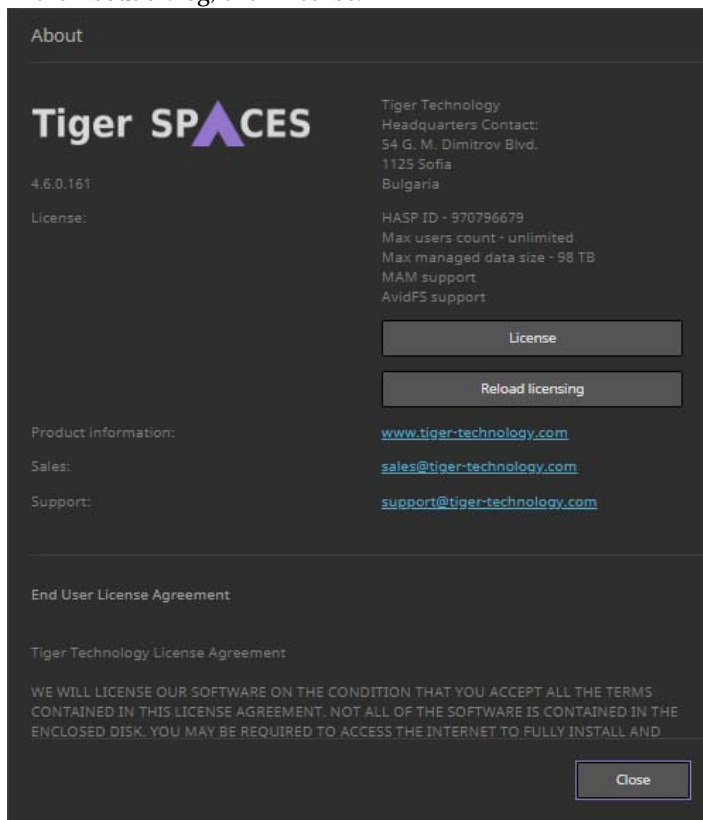 About
Tiger SPACES
4.6.0.161
Tiger Technology
Headquarters Contact:
54 G. M. Dimitrov Blvd.
1125 Sofia
Bulgaria
License:
HASP ID - 970796679
Max users count - unlimited
Max managed data size - 98 TB
MAM support
AvidFS support
License
Reload licensing
Product information:
www.tiger-technology.com
Sales:
sales@tiger-technology.com
Support:
support@tiger-technology.com
End User License Agreement
Tiger Technology License Agreement
WE WILL LICENSE OUR SOFTWARE ON THE CONDITION THAT YOU ACCEPT ALL THE TERMS
CONTAINED IN THIS LICENSE AGREEMENT. NOT ALL OF THE SOFTWARE IS CONTAINED IN THE
ENCLOSED DISK. YOU MAY BE REQUIRED TO ACCESS THE INTERNET TO FULLY INSTALL AND
Close